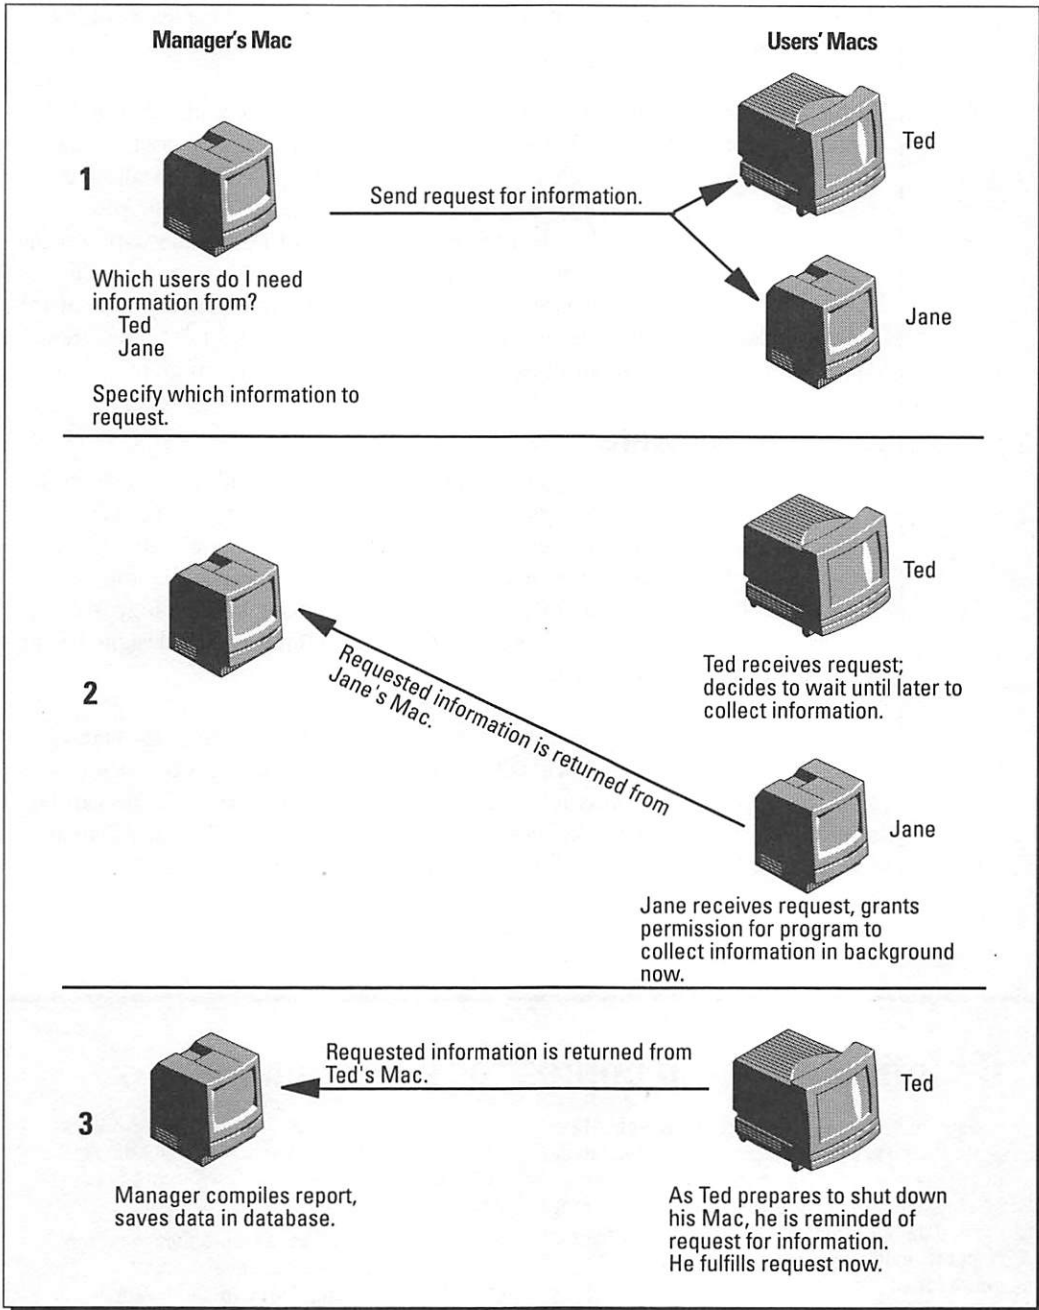 Manager's Mac
Users' Macs
1
Send request for information.
Ted
Jane
Which users do I need
information from?
Ted
Jane
Specify which information to
request.
2
Ted
Ted receives request;
decides to wait until later to
collect information.
Requested information is returned from
Jane's Mac.
Jane
Jane receives request, grants
permission for program to
collect information in background
now.
3
Requested information is returned from
Ted's Mac.
Ted
Manager compiles report,
saves data in database.
As Ted prepares to shut down
his Mac, he is reminded of
request for information.
He fulfills request now.